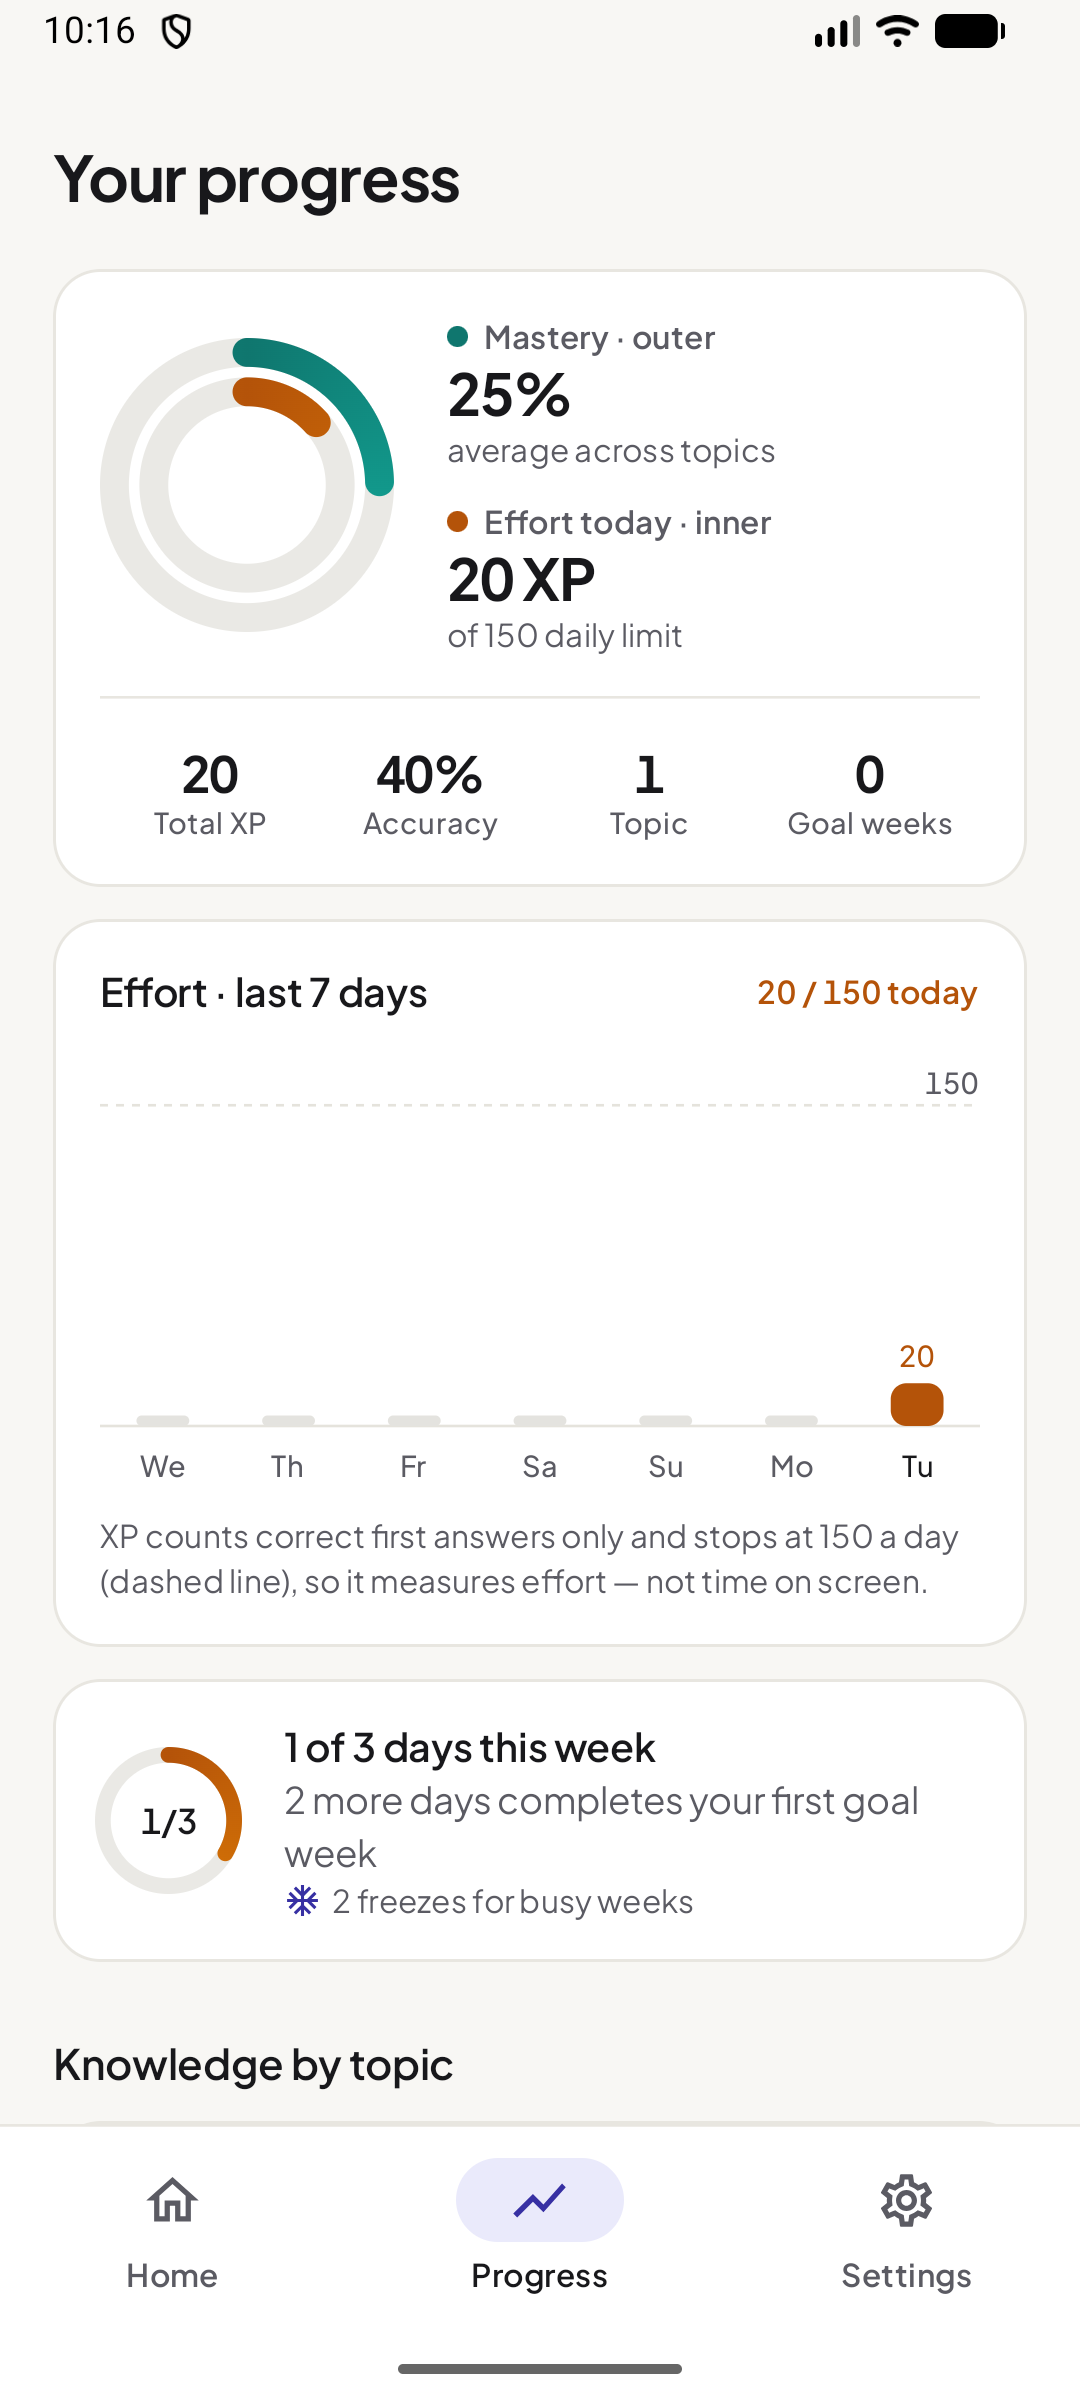 10:16
Your progress
Mastery · outer
25%
average across topics
Effort today · inner
20 XP
of 150 daily limit
20
Total XP
40%
Accuracy
1
Topic
0
Goal weeks
Effort · last 7 days
20 / 150 today
150
20
We Th Fr Sa Su Mo Tu
XP counts correct first answers only and stops at 150 a day
(dashed line), so it measures effort — not time on screen.
1/3
1 of 3 days this week
2 more days completes your first goal
week
2 freezes for busy weeks
Knowledge by topic
Home
Progress
Settings